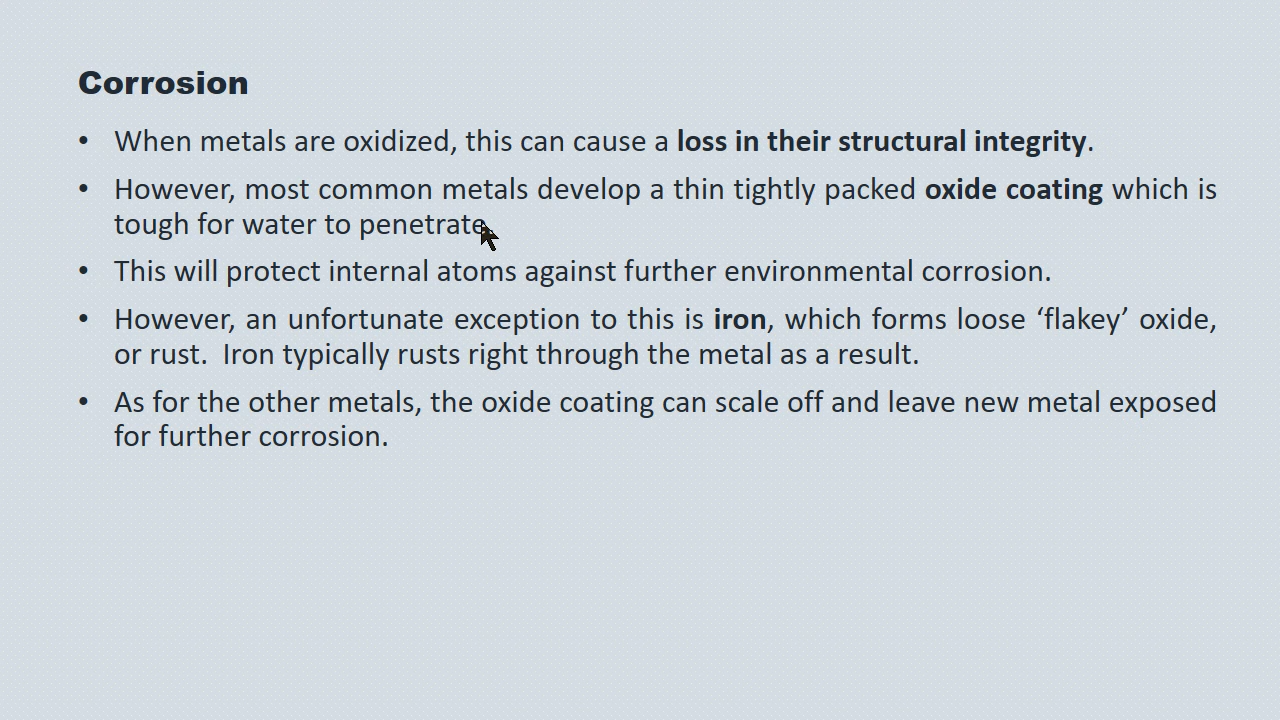 Corrosion
• When metals are oxidized, this can cause a loss in their structural integrity.
• However, most common metals develop a thin tightly packed oxide coating which is
tough for water to penetrate.
• This will protect internal atoms against further environmental corrosion.
• However, an unfortunate exception to this is iron, which forms loose ‘flakey’ oxide,
or rust.  Iron typically rusts right through the metal as a result.
• As for the other metals, the oxide coating can scale off and leave new metal exposed
for further corrosion.